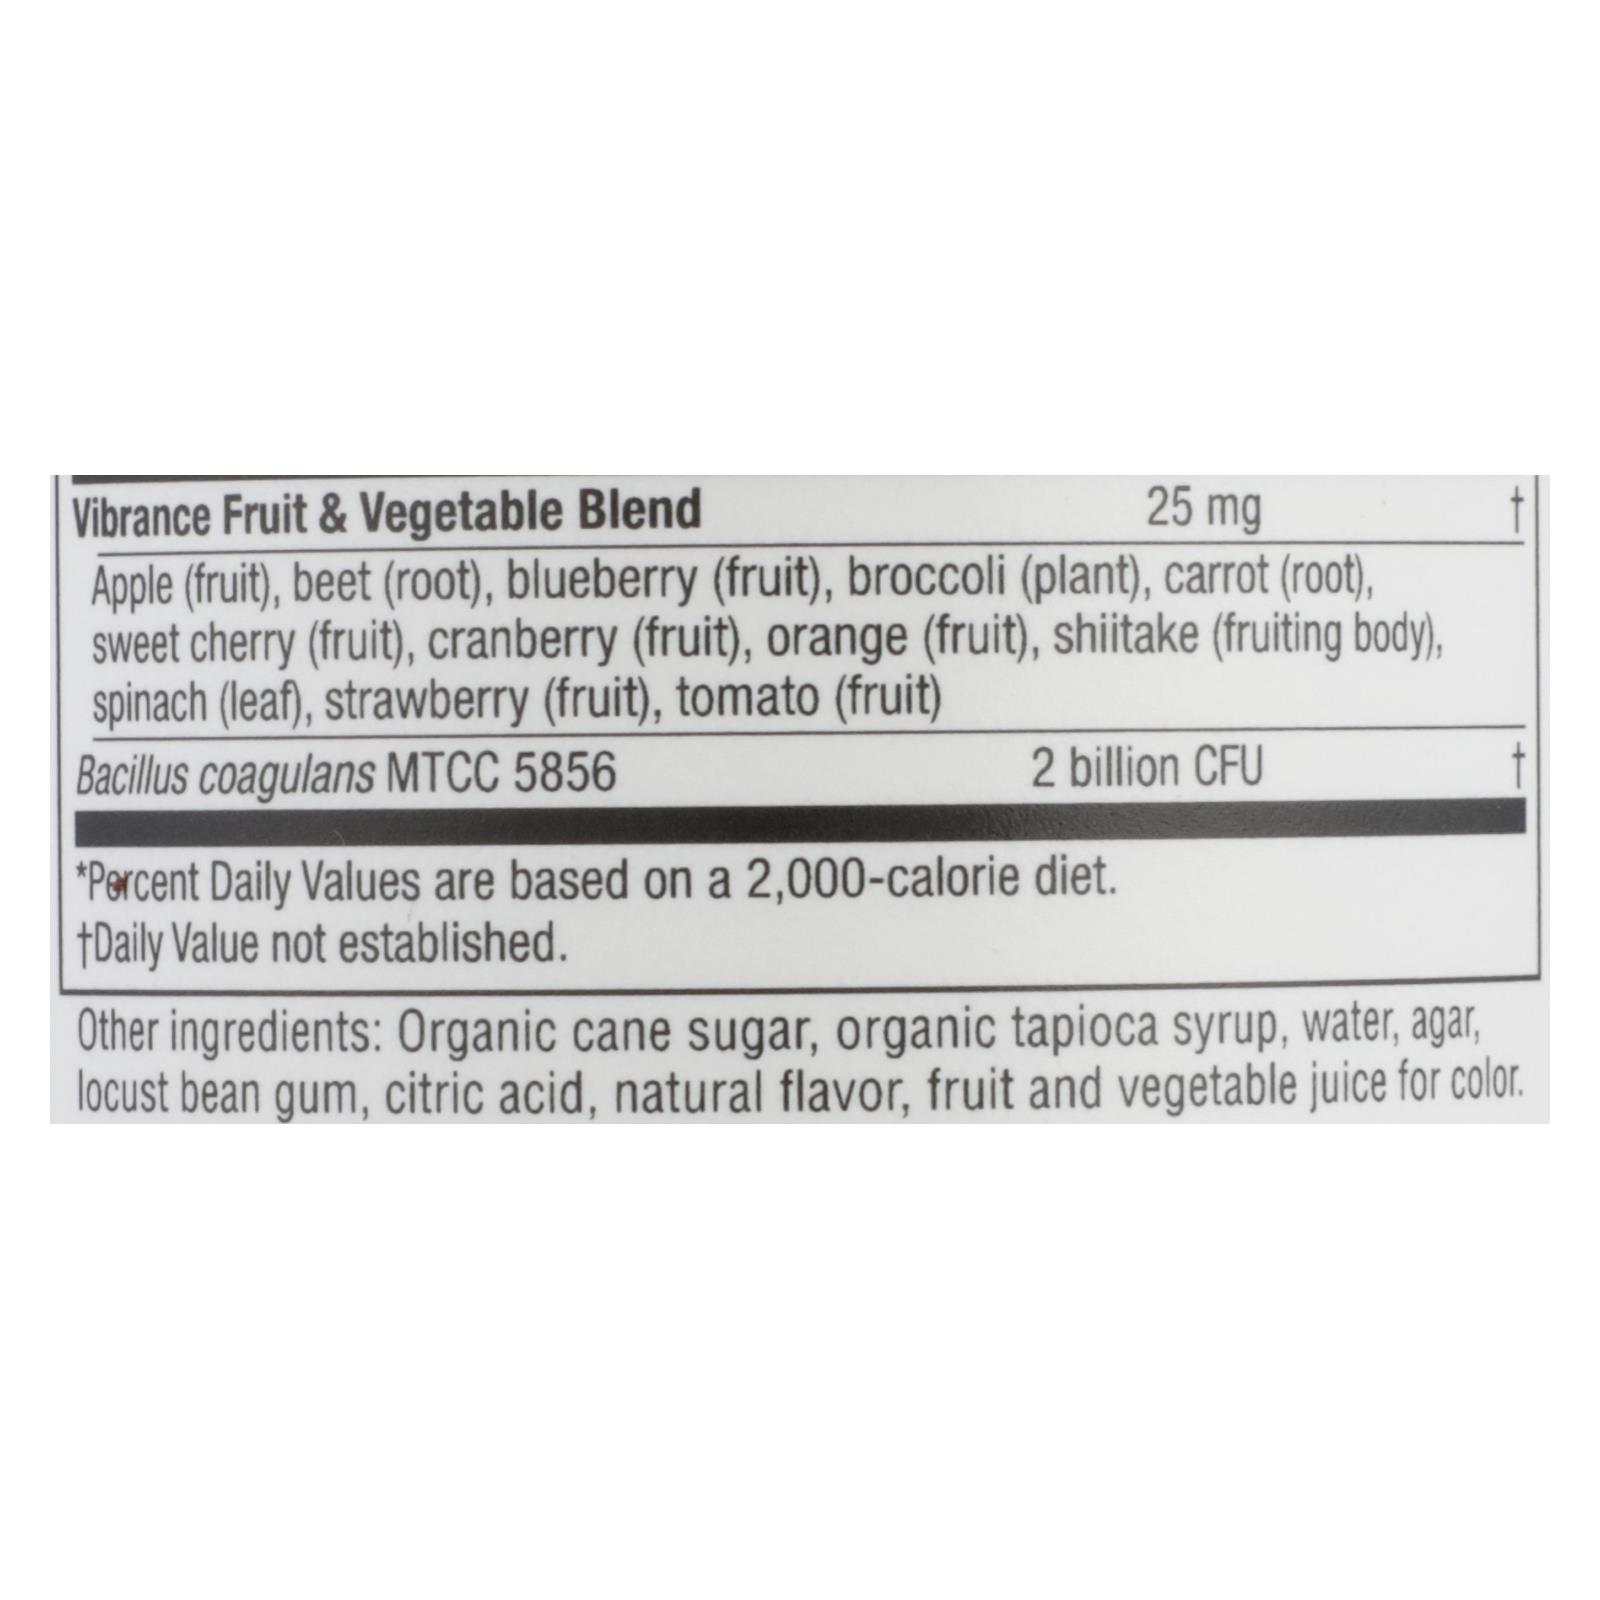 Vibrance Fruit & Vegetable Blend 25 mg †
Apple (fruit), beet (root), blueberry (fruit), broccoli (plant), carrot (root),
sweet cherry (fruit), cranberry (fruit), orange (fruit), shiitake (fruiting body),
spinach (leaf), strawberry (fruit), tomato (fruit)
Bacillus coagulans MTCC 5856 2 billion CFU †
*Percent Daily Values are based on a 2,000-calorie diet.
†Daily Value not established.
Other ingredients: Organic cane sugar, organic tapioca syrup, water, agar,
locust bean gum, citric acid, natural flavor, fruit and vegetable juice for color.